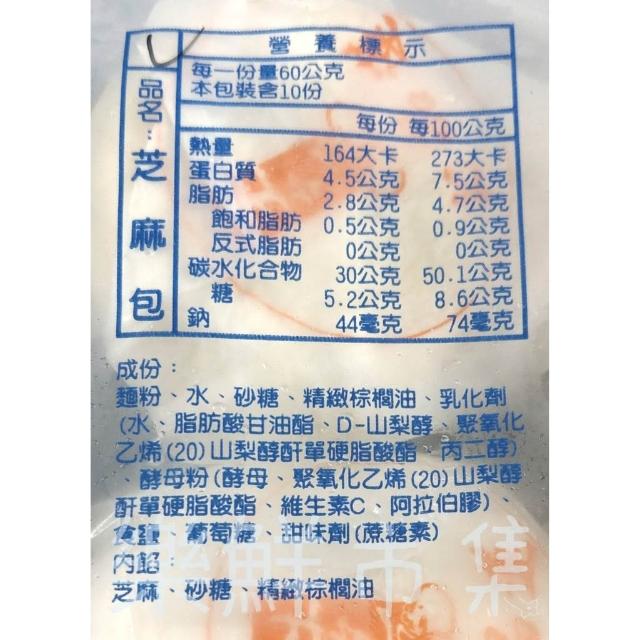 營養標示
每一份量60公克
本包裝含10份
品名：芝麻包
每份 每100公克
熱量 164大卡 273大卡
蛋白質 4.5公克 7.5公克
脂肪 2.8公克 4.7公克
飽和脂肪 0.5公克 0.9公克
反式脂肪 0公克 0公克
碳水化合物 30公克 50.1公克
糖 5.2公克 8.6公克
鈉 44毫克 74毫克
成份：
麵粉、水、砂糖、精緻棕櫚油、乳化劑
(水、脂肪酸甘油酯、D-山梨醇、聚氧化
乙烯(20)山梨醇酐單硬脂酸酯、丙二醇)
、酵母粉(酵母、聚氧化乙烯(20)山梨醇
酐單硬脂酸酯、維生素C、阿拉伯膠)、
食鹽、葡萄糖、甜味劑(蔗糖素)
內餡：
芝麻、砂糖、精緻棕櫚油
樂鮮市集